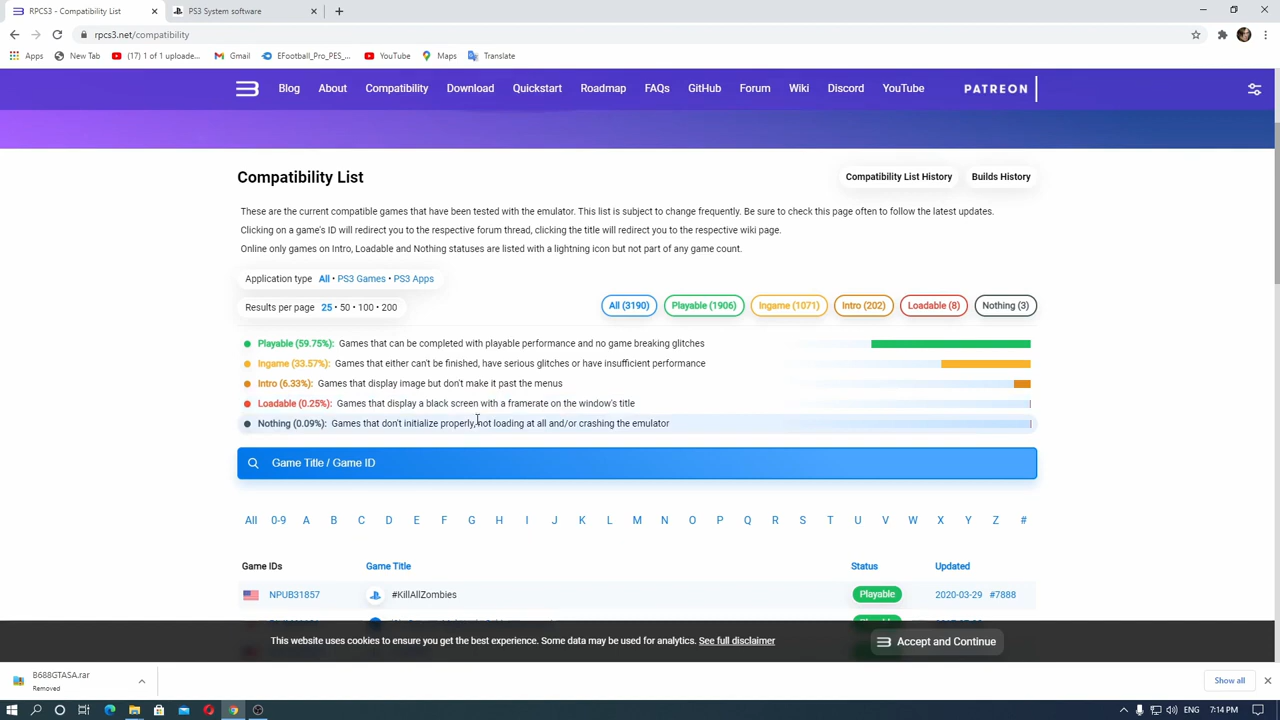 RPCS3 - Compatibility List
PS3 System software
rpcs3.net/compatibility
Apps
New Tab
(17) 1 of 1 uploade...
Gmail
EFootball_Pro_PES_...
YouTube
Maps
Translate
Blog
About
Compatibility
Download
Quickstart
Roadmap
FAQs
GitHub
Forum
Wiki
Discord
YouTube
PATREON
Compatibility List
Compatibility List History
Builds History
These are the current compatible games that have been tested with the emulator. This list is subject to change frequently. Be sure to check this page often to follow the latest updates.
Clicking on a game's ID will redirect you to the respective forum thread, clicking the title will redirect you to the respective wiki page.
Online only games on Intro, Loadable and Nothing statuses are listed with a lightning icon but not part of any game count.
Application type All • PS3 Games • PS3 Apps
Results per page 25 • 50 • 100 • 200
All (3190)
Playable (1906)
Ingame (1071)
Intro (202)
Loadable (8)
Nothing (3)
Playable (59.75%): Games that can be completed with playable performance and no game breaking glitches
Ingame (33.57%): Games that either can't be finished, have serious glitches or have insufficient performance
Intro (6.33%): Games that display image but don't make it past the menus
Loadable (0.25%): Games that display a black screen with a framerate on the window's title
Nothing (0.09%): Games that don't initialize properly, not loading at all and/or crashing the emulator
Game Title / Game ID
All 0-9 A B C D E F G H I J K L M N O P Q R S T U V W X Y Z #
Game IDs
Game Title
Status
Updated
NPUB31857
#KillAllZombies
Playable
2020-03-29 #7888
This website uses cookies to ensure you get the best experience. Some data may be used for analytics. See full disclaimer
Accept and Continue
B688GTASA.rar
Removed
Show all
ENG
7:14 PM